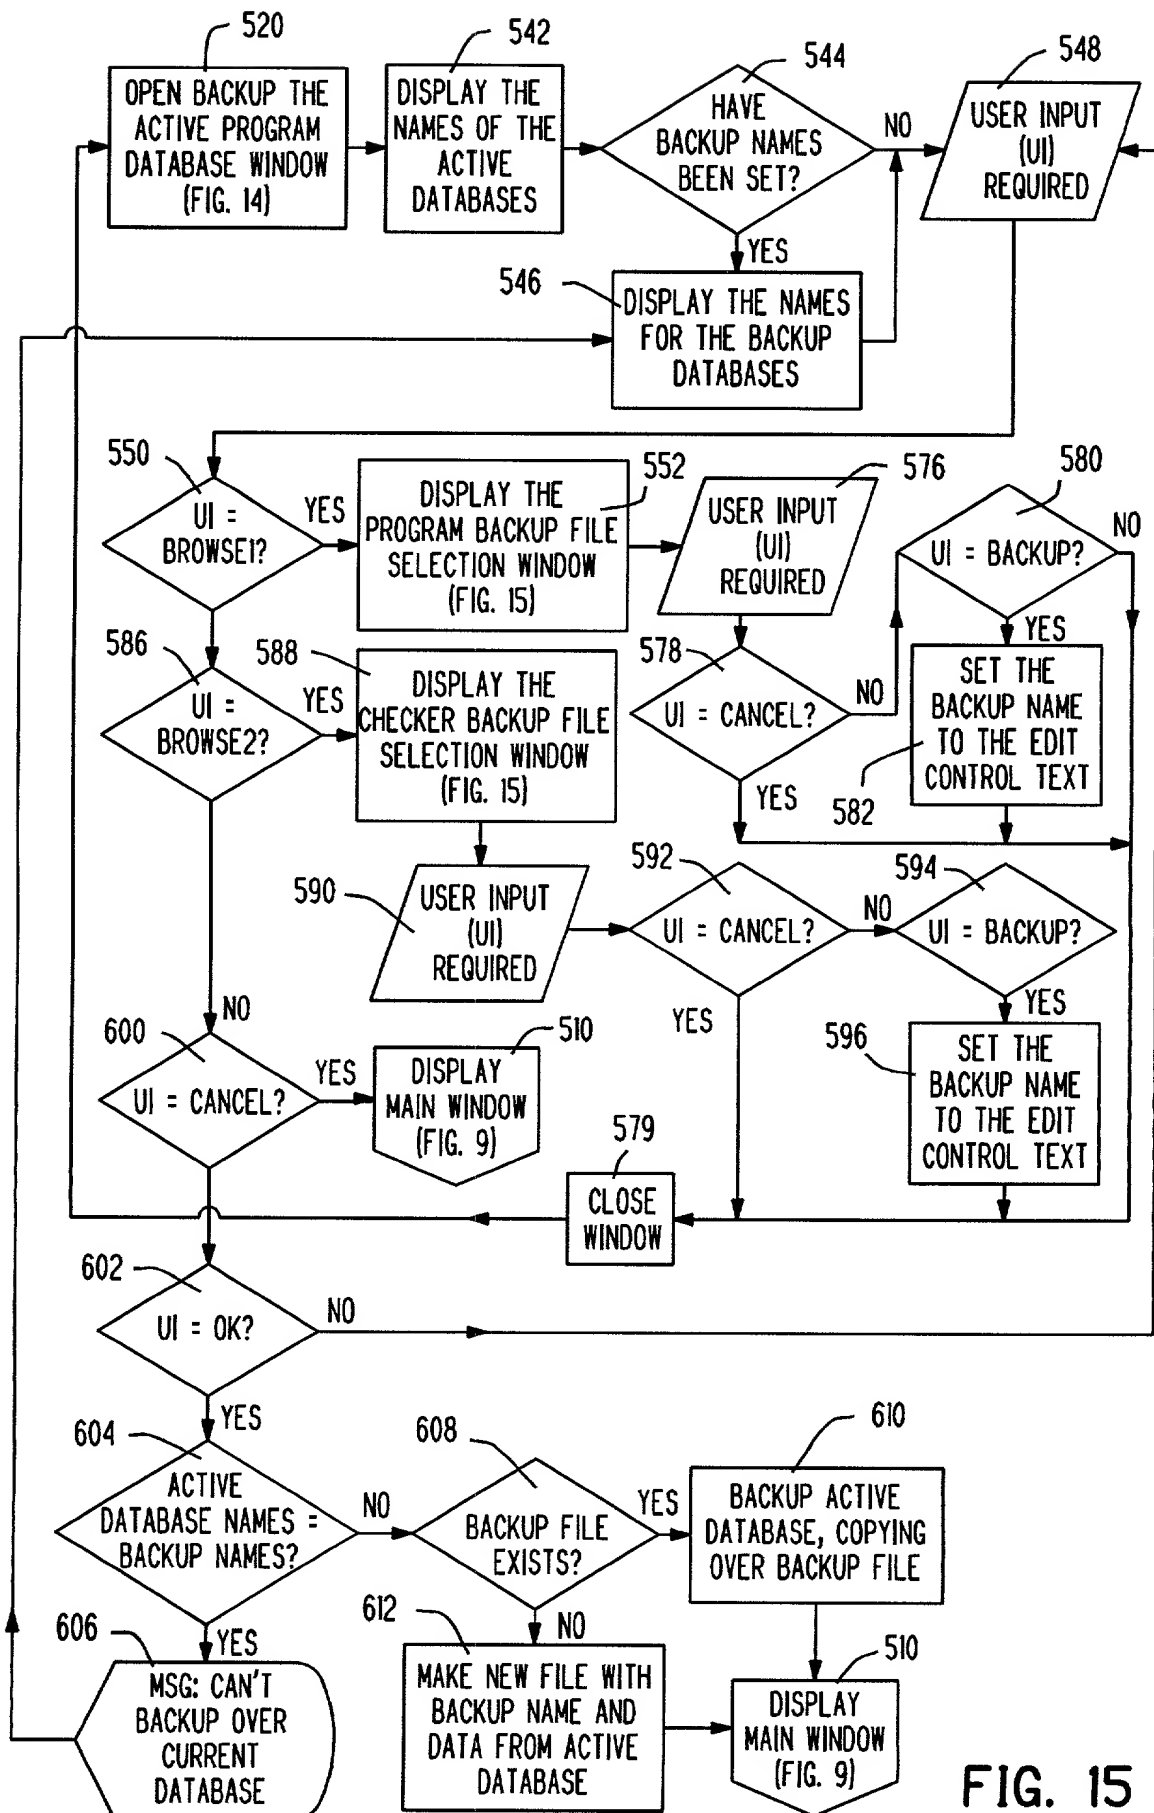 520
OPEN BACKUP THE
ACTIVE PROGRAM
DATABASE WINDOW
(FIG. 14)
542
DISPLAY THE
NAMES OF THE
ACTIVE
DATABASES
544
HAVE
BACKUP NAMES
BEEN SET?
NO
YES
548
USER INPUT
(UI)
REQUIRED
546
DISPLAY THE NAMES
FOR THE BACKUP
DATABASES
550
UI =
BROWSE1?
YES
552
DISPLAY THE
PROGRAM BACKUP FILE
SELECTION WINDOW
(FIG. 15)
576
USER INPUT
(UI)
REQUIRED
580
UI = BACKUP?
NO
YES
586
UI =
BROWSE2?
YES
588
DISPLAY THE
CHECKER BACKUP FILE
SELECTION WINDOW
(FIG. 15)
578
UI = CANCEL?
NO
YES
SET THE
BACKUP NAME
TO THE EDIT
CONTROL TEXT
582
590
USER INPUT
(UI)
REQUIRED
592
UI = CANCEL?
NO
YES
594
UI = BACKUP?
YES
596
SET THE
BACKUP NAME
TO THE EDIT
CONTROL TEXT
NO
600
UI = CANCEL?
YES
510
DISPLAY
MAIN WINDOW
(FIG. 9)
579
CLOSE
WINDOW
602
UI = OK?
NO
YES
604
ACTIVE
DATABASE NAMES =
BACKUP NAMES?
NO
YES
608
BACKUP FILE
EXISTS?
YES
NO
610
BACKUP ACTIVE
DATABASE, COPYING
OVER BACKUP FILE
606
MSG: CAN'T
BACKUP OVER
CURRENT
DATABASE
612
MAKE NEW FILE WITH
BACKUP NAME AND
DATA FROM ACTIVE
DATABASE
510
DISPLAY
MAIN WINDOW
(FIG. 9)
FIG. 15